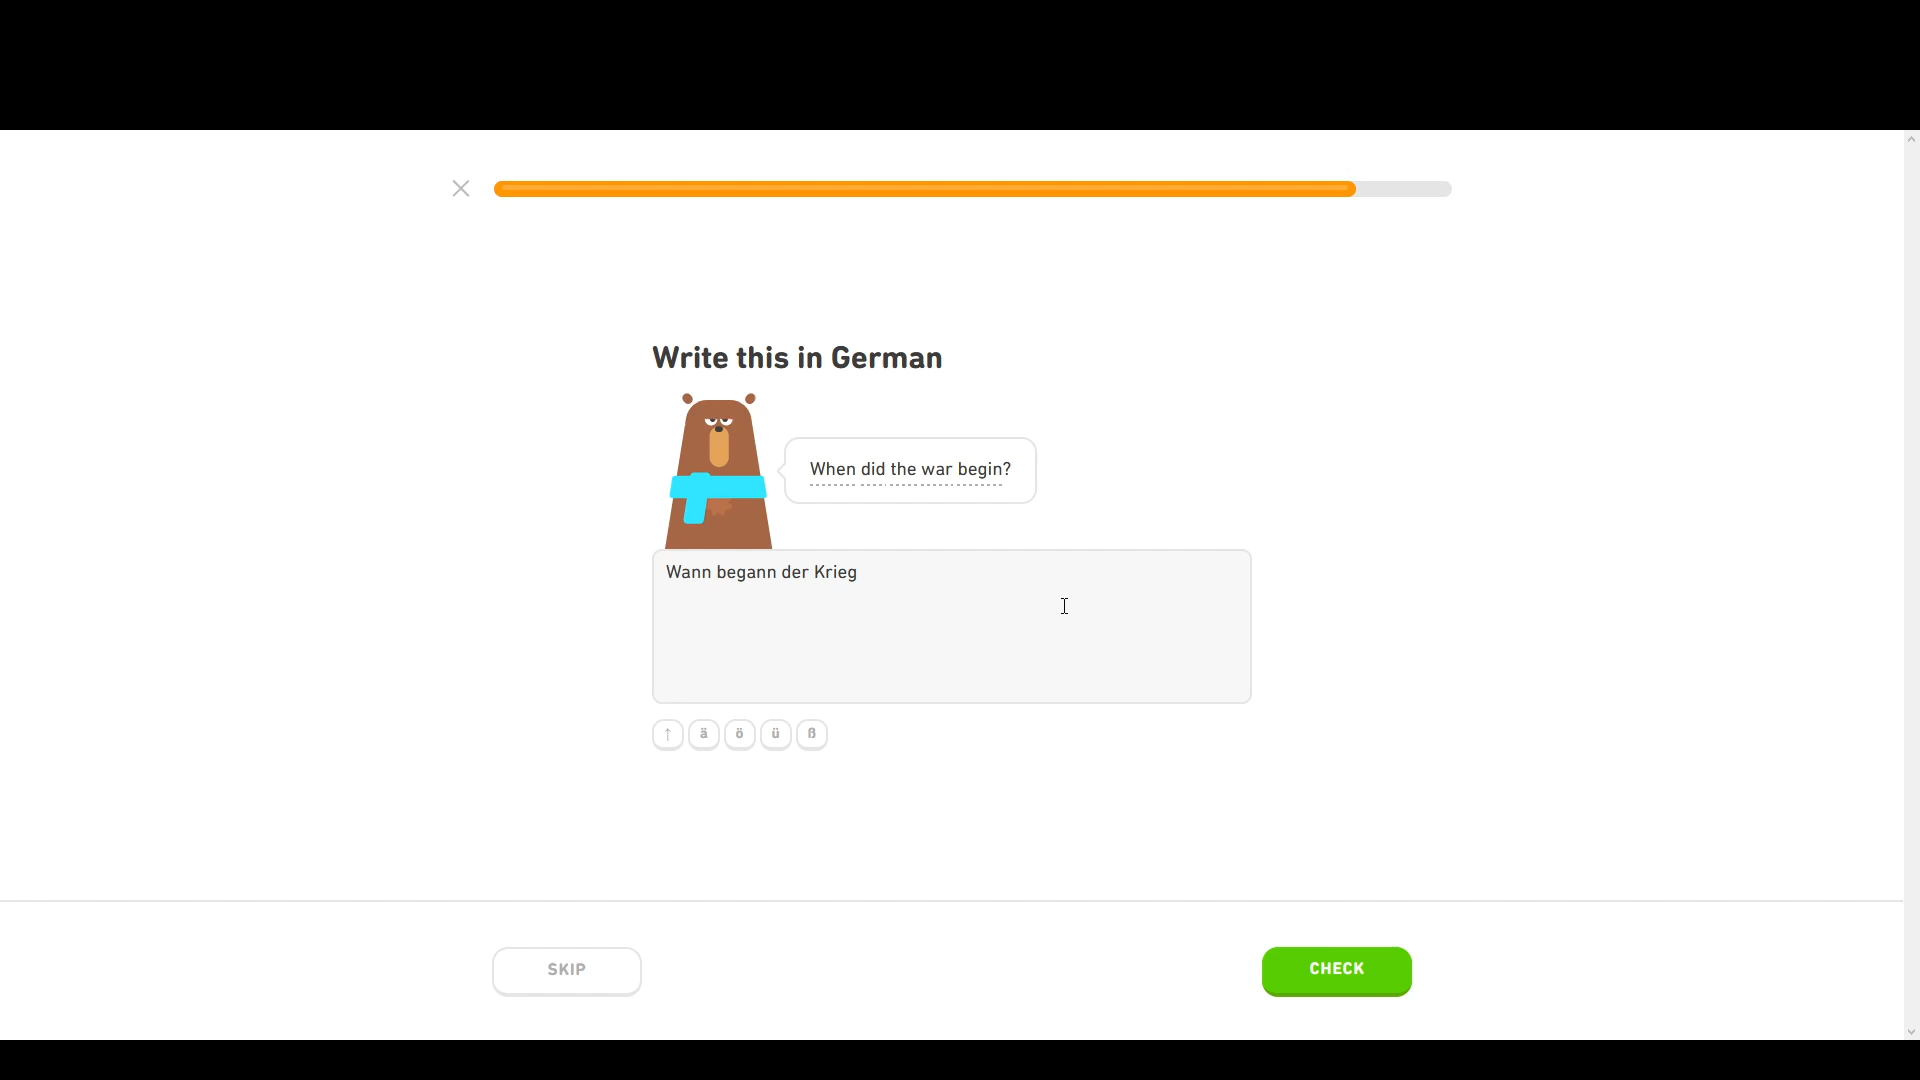 Write this in German
When did the war begin?
Wann begann der Krieg
↑ ä ö ü ß
SKIP
CHECK